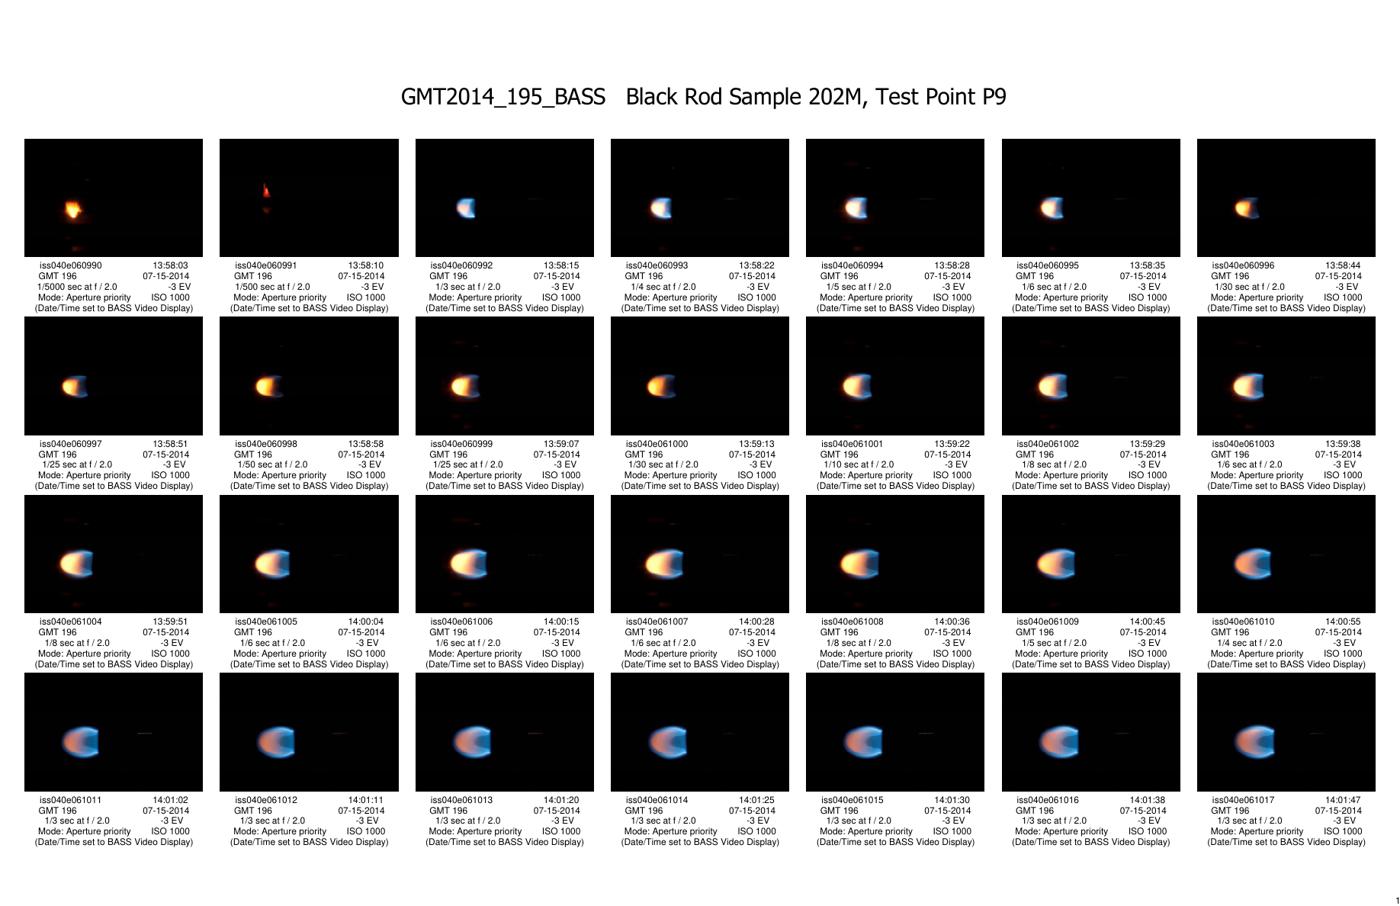 GMT2014_195_BASS Black Rod Sample 202M, Test Point P9
iss040e060990 13:58:03
GMT 196 07-15-2014
1/5000 sec at f / 2.0 -3 EV
Mode: Aperture priority ISO 1000
(Date/Time set to BASS Video Display)
iss040e060991 13:58:10
GMT 196 07-15-2014
1/500 sec at f / 2.0 -3 EV
Mode: Aperture priority ISO 1000
(Date/Time set to BASS Video Display)
iss040e060992 13:58:15
GMT 196 07-15-2014
1/3 sec at f / 2.0 -3 EV
Mode: Aperture priority ISO 1000
(Date/Time set to BASS Video Display)
iss040e060993 13:58:22
GMT 196 07-15-2014
1/4 sec at f / 2.0 -3 EV
Mode: Aperture priority ISO 1000
(Date/Time set to BASS Video Display)
iss040e060994 13:58:28
GMT 196 07-15-2014
1/5 sec at f / 2.0 -3 EV
Mode: Aperture priority ISO 1000
(Date/Time set to BASS Video Display)
iss040e060995 13:58:35
GMT 196 07-15-2014
1/6 sec at f / 2.0 -3 EV
Mode: Aperture priority ISO 1000
(Date/Time set to BASS Video Display)
iss040e060996 13:58:44
GMT 196 07-15-2014
1/30 sec at f / 2.0 -3 EV
Mode: Aperture priority ISO 1000
(Date/Time set to BASS Video Display)
iss040e060997 13:58:51
GMT 196 07-15-2014
1/25 sec at f / 2.0 -3 EV
Mode: Aperture priority ISO 1000
(Date/Time set to BASS Video Display)
iss040e060998 13:58:58
GMT 196 07-15-2014
1/50 sec at f / 2.0 -3 EV
Mode: Aperture priority ISO 1000
(Date/Time set to BASS Video Display)
iss040e060999 13:59:07
GMT 196 07-15-2014
1/25 sec at f / 2.0 -3 EV
Mode: Aperture priority ISO 1000
(Date/Time set to BASS Video Display)
iss040e061000 13:59:13
GMT 196 07-15-2014
1/30 sec at f / 2.0 -3 EV
Mode: Aperture priority ISO 1000
(Date/Time set to BASS Video Display)
iss040e061001 13:59:22
GMT 196 07-15-2014
1/10 sec at f / 2.0 -3 EV
Mode: Aperture priority ISO 1000
(Date/Time set to BASS Video Display)
iss040e061002 13:59:29
GMT 196 07-15-2014
1/8 sec at f / 2.0 -3 EV
Mode: Aperture priority ISO 1000
(Date/Time set to BASS Video Display)
iss040e061003 13:59:38
GMT 196 07-15-2014
1/6 sec at f / 2.0 -3 EV
Mode: Aperture priority ISO 1000
(Date/Time set to BASS Video Display)
iss040e061004 13:59:51
GMT 196 07-15-2014
1/8 sec at f / 2.0 -3 EV
Mode: Aperture priority ISO 1000
(Date/Time set to BASS Video Display)
iss040e061005 14:00:04
GMT 196 07-15-2014
1/6 sec at f / 2.0 -3 EV
Mode: Aperture priority ISO 1000
(Date/Time set to BASS Video Display)
iss040e061006 14:00:15
GMT 196 07-15-2014
1/6 sec at f / 2.0 -3 EV
Mode: Aperture priority ISO 1000
(Date/Time set to BASS Video Display)
iss040e061007 14:00:28
GMT 196 07-15-2014
1/6 sec at f / 2.0 -3 EV
Mode: Aperture priority ISO 1000
(Date/Time set to BASS Video Display)
iss040e061008 14:00:36
GMT 196 07-15-2014
1/8 sec at f / 2.0 -3 EV
Mode: Aperture priority ISO 1000
(Date/Time set to BASS Video Display)
iss040e061009 14:00:45
GMT 196 07-15-2014
1/5 sec at f / 2.0 -3 EV
Mode: Aperture priority ISO 1000
(Date/Time set to BASS Video Display)
iss040e061010 14:00:55
GMT 196 07-15-2014
1/4 sec at f / 2.0 -3 EV
Mode: Aperture priority ISO 1000
(Date/Time set to BASS Video Display)
iss040e061011 14:01:02
GMT 196 07-15-2014
1/3 sec at f / 2.0 -3 EV
Mode: Aperture priority ISO 1000
(Date/Time set to BASS Video Display)
iss040e061012 14:01:11
GMT 196 07-15-2014
1/3 sec at f / 2.0 -3 EV
Mode: Aperture priority ISO 1000
(Date/Time set to BASS Video Display)
iss040e061013 14:01:20
GMT 196 07-15-2014
1/3 sec at f / 2.0 -3 EV
Mode: Aperture priority ISO 1000
(Date/Time set to BASS Video Display)
iss040e061014 14:01:25
GMT 196 07-15-2014
1/3 sec at f / 2.0 -3 EV
Mode: Aperture priority ISO 1000
(Date/Time set to BASS Video Display)
iss040e061015 14:01:30
GMT 196 07-15-2014
1/3 sec at f / 2.0 -3 EV
Mode: Aperture priority ISO 1000
(Date/Time set to BASS Video Display)
iss040e061016 14:01:38
GMT 196 07-15-2014
1/3 sec at f / 2.0 -3 EV
Mode: Aperture priority ISO 1000
(Date/Time set to BASS Video Display)
iss040e061017 14:01:47
GMT 196 07-15-2014
1/3 sec at f / 2.0 -3 EV
Mode: Aperture priority ISO 1000
(Date/Time set to BASS Video Display)